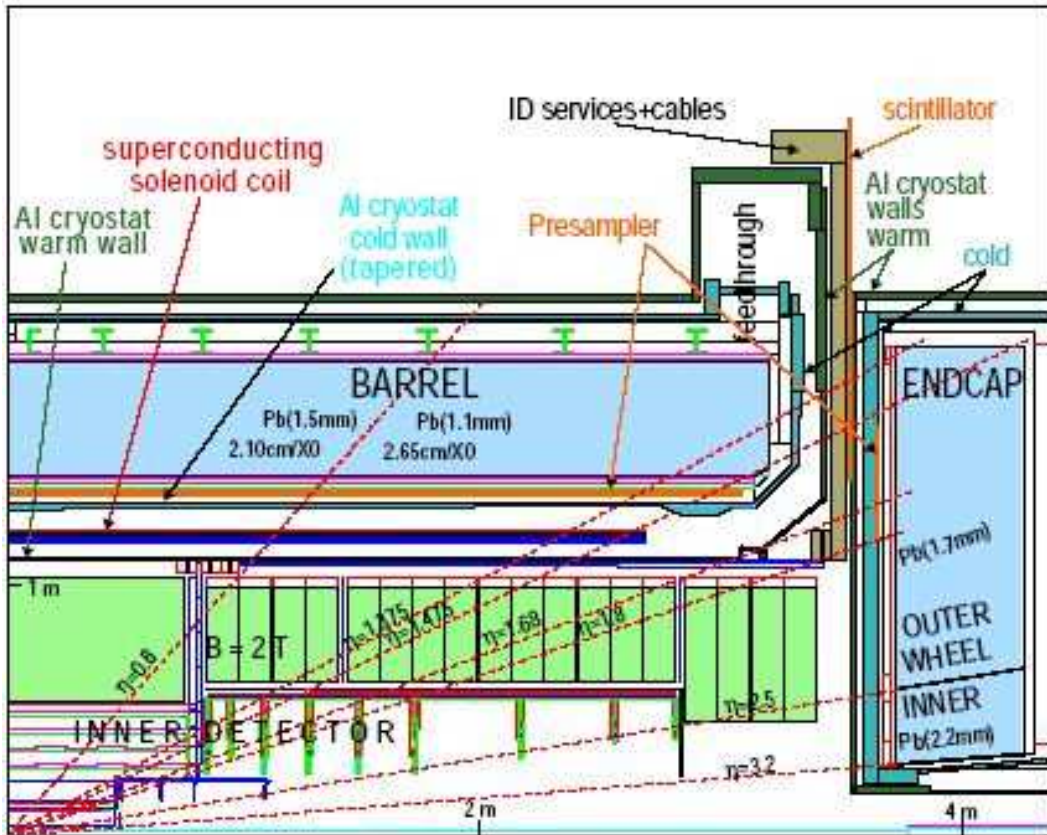 ID services+cables
scintillator
superconducting
solenoid coil
Al cryostat
warm wall
Al cryostat
cold wall
(tapered)
Presampler
feedthrough
Al cryostat
walls
warm
cold
BARREL
Pb(1.5mm)
Pb(1.1mm)
2.10cm/X0
2.65cm/X0
ENDCAP
1 m
η=0.8
B = 2 T
η=1.375
η=1.475
η=1.68
η=1.8
Pb(1.7mm)
OUTER
WHEEL
η=2.5
INNER
Pb(2.2mm)
INNER DETECTOR
η=3.2
2 m
4 m